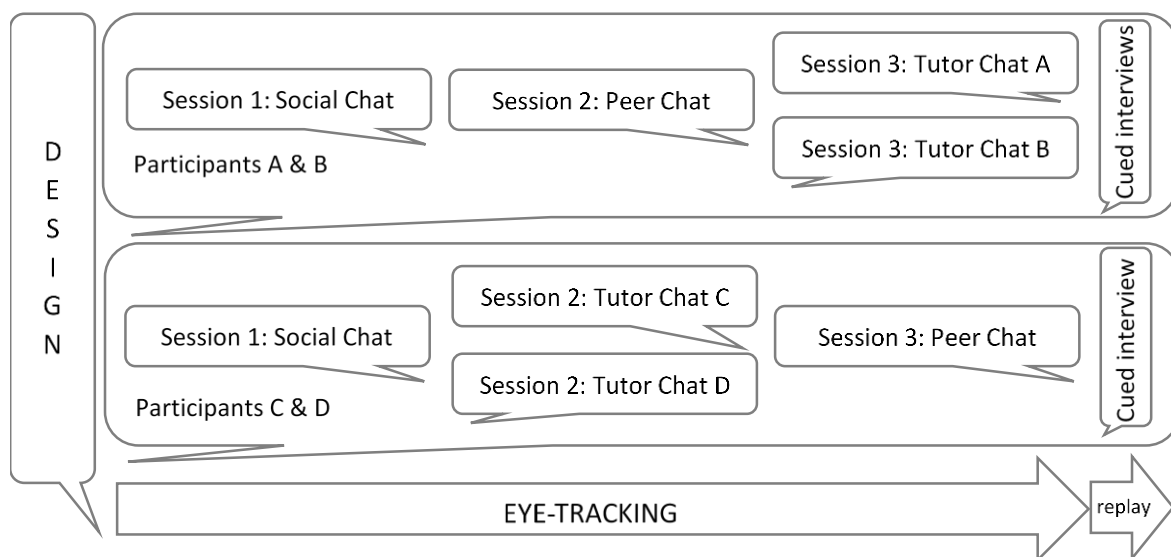 DESIGN
Session 1: Social Chat
Session 2: Peer Chat
Session 3: Tutor Chat A
Session 3: Tutor Chat B
Participants A & B
Cued interviews
Session 1: Social Chat
Session 2: Tutor Chat C
Session 2: Tutor Chat D
Session 3: Peer Chat
Participants C & D
Cued interview
EYE-TRACKING
replay